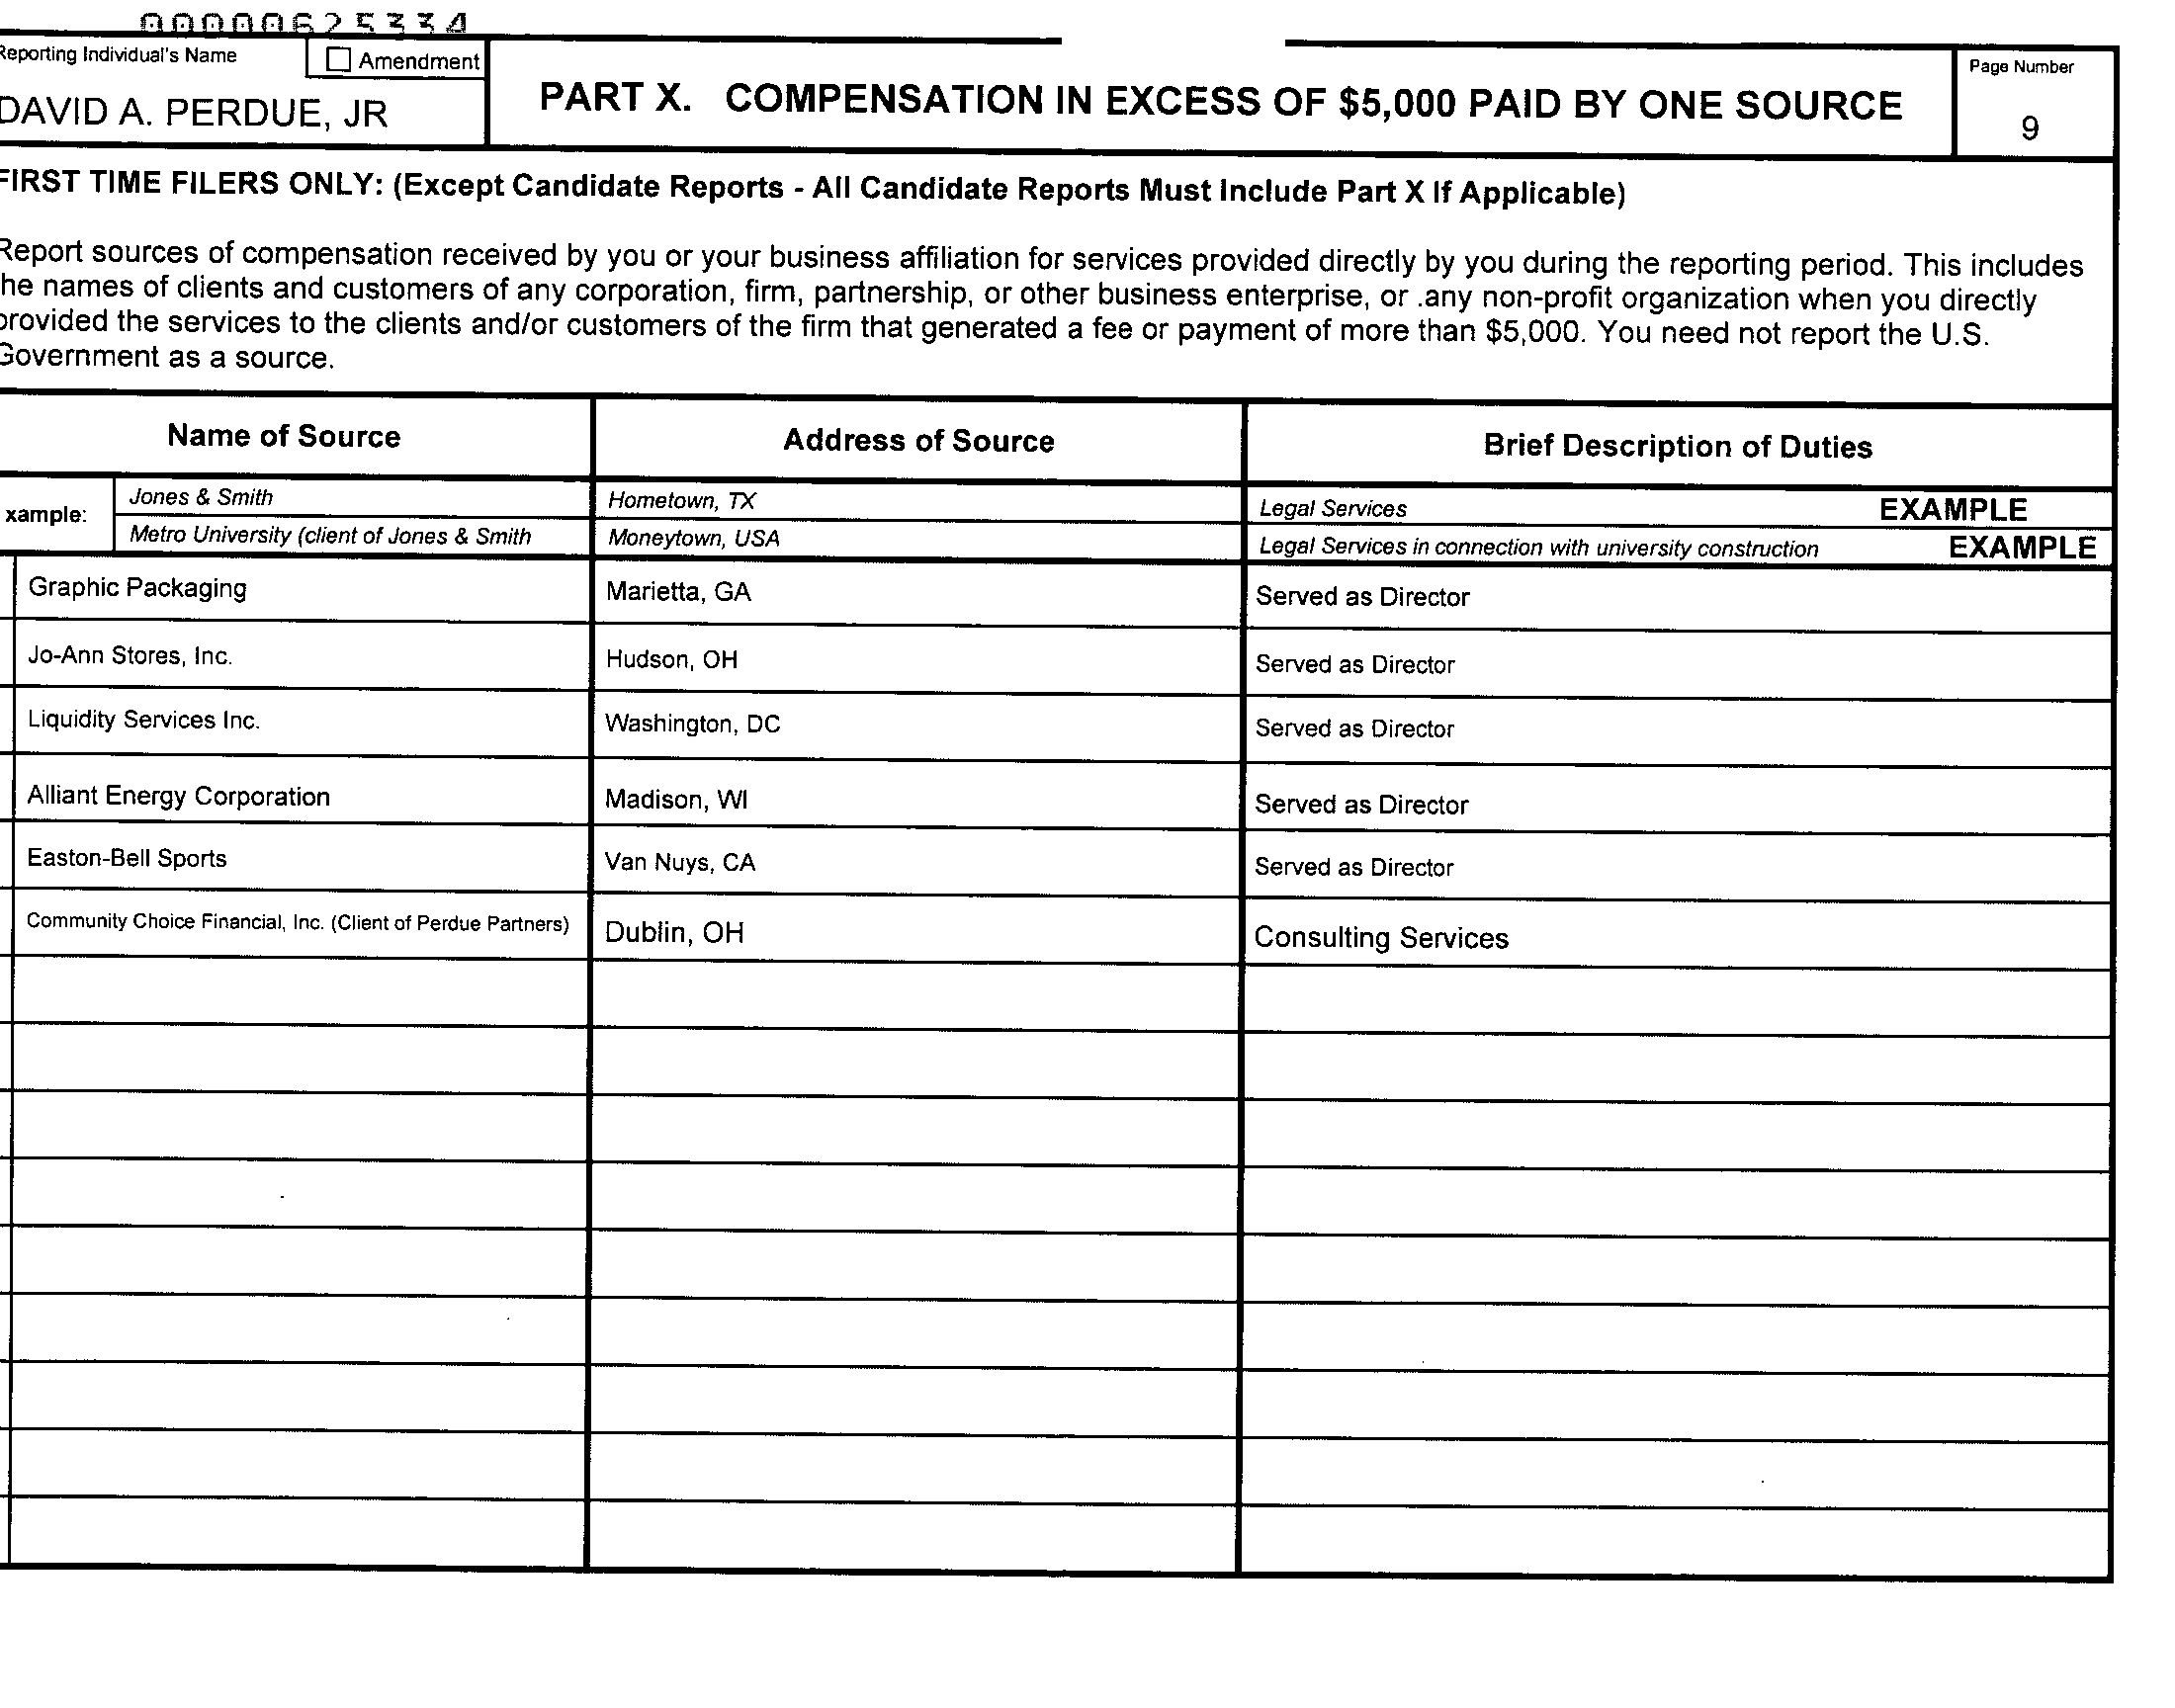 00000625334
Reporting Individual's Name
Amendment
DAVID A. PERDUE, JR
PART X. COMPENSATION IN EXCESS OF $5,000 PAID BY ONE SOURCE
Page Number
9
FIRST TIME FILERS ONLY: (Except Candidate Reports - All Candidate Reports Must Include Part X If Applicable)
Report sources of compensation received by you or your business affiliation for services provided directly by you during the reporting period. This includes
the names of clients and customers of any corporation, firm, partnership, or other business enterprise, or .any non-profit organization when you directly
provided the services to the clients and/or customers of the firm that generated a fee or payment of more than $5,000. You need not report the U.S.
Government as a source.
Name of Source
Address of Source
Brief Description of Duties
xample:
Jones & Smith
Hometown, TX
Legal Services
EXAMPLE
Metro University (client of Jones & Smith
Moneytown, USA
Legal Services in connection with university construction
EXAMPLE
Graphic Packaging
Marietta, GA
Served as Director
Jo-Ann Stores, Inc.
Hudson, OH
Served as Director
Liquidity Services Inc.
Washington, DC
Served as Director
Alliant Energy Corporation
Madison, WI
Served as Director
Easton-Bell Sports
Van Nuys, CA
Served as Director
Community Choice Financial, Inc. (Client of Perdue Partners)
Dublin, OH
Consulting Services